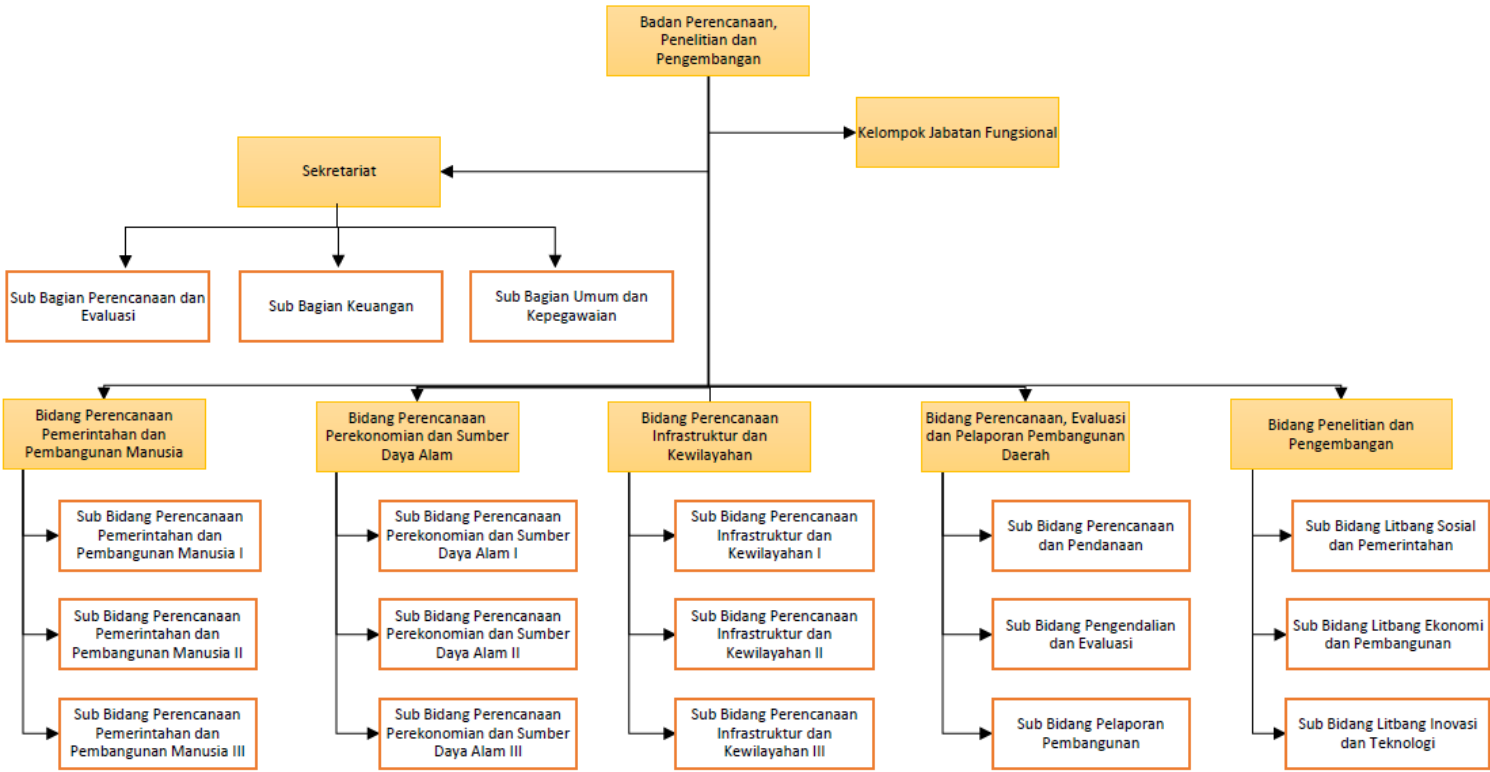 Badan Perencanaan,
Penelitian dan
Pengembangan
Kelompok Jabatan Fungsional
Sekretariat
Sub Bagian Perencanaan dan
Evaluasi
Sub Bagian Keuangan
Sub Bagian Umum dan
Kepegawaian
Bidang Perencanaan
Pemerintahan dan
Pembangunan Manusia
Bidang Perencanaan
Perekonomian dan Sumber
Daya Alam
Bidang Perencanaan
Infrastruktur dan
Kewilayahan
Bidang Perencanaan, Evaluasi
dan Pelaporan Pembangunan
Daerah
Bidang Penelitian dan
Pengembangan
Sub Bidang Perencanaan
Pemerintahan dan
Pembangunan Manusia I
Sub Bidang Perencanaan
Perekonomian dan Sumber
Daya Alam I
Sub Bidang Perencanaan
Infrastruktur dan
Kewilayahan I
Sub Bidang Perencanaan
dan Pendanaan
Sub Bidang Litbang Sosial
dan Pemerintahan
Sub Bidang Perencanaan
Pemerintahan dan
Pembangunan Manusia II
Sub Bidang Perencanaan
Perekonomian dan Sumber
Daya Alam II
Sub Bidang Perencanaan
Infrastruktur dan
Kewilayahan II
Sub Bidang Pengendalian
dan Evaluasi
Sub Bidang Litbang Ekonomi
dan Pembangunan
Sub Bidang Perencanaan
Pemerintahan dan
Pembangunan Manusia III
Sub Bidang Perencanaan
Perekonomian dan Sumber
Daya Alam III
Sub Bidang Perencanaan
Infrastruktur dan
Kewilayahan III
Sub Bidang Pelaporan
Pembangunan
Sub Bidang Litbang Inovasi
dan Teknologi